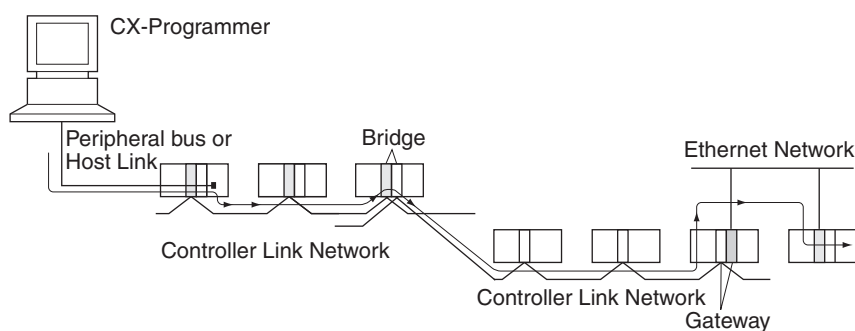 CX-Programmer
Peripheral bus or
Host Link
Bridge
Ethernet Network
Controller Link Network
Controller Link Network
Gateway